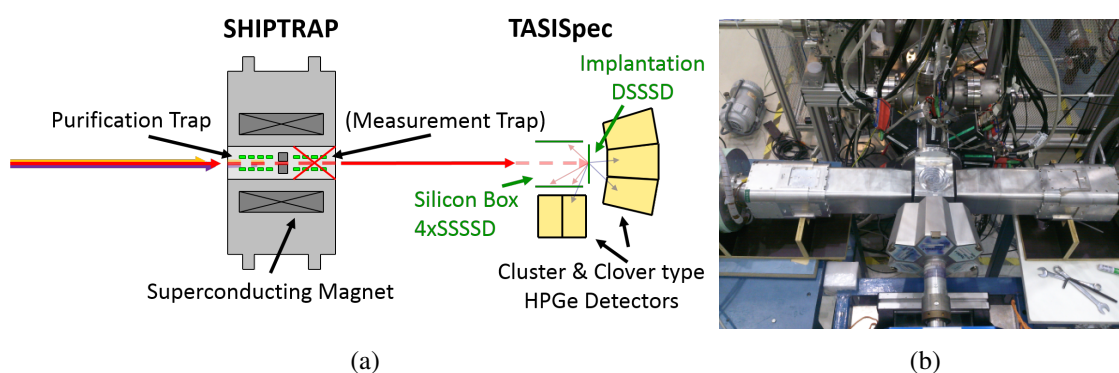 SHIPTRAP
TASISpec
Implantation
DSSSD
Purification Trap
(Measurement Trap)
Silicon Box
4xSSSSD
Cluster & Clover type
HPGe Detectors
Superconducting Magnet
(a)
(b)